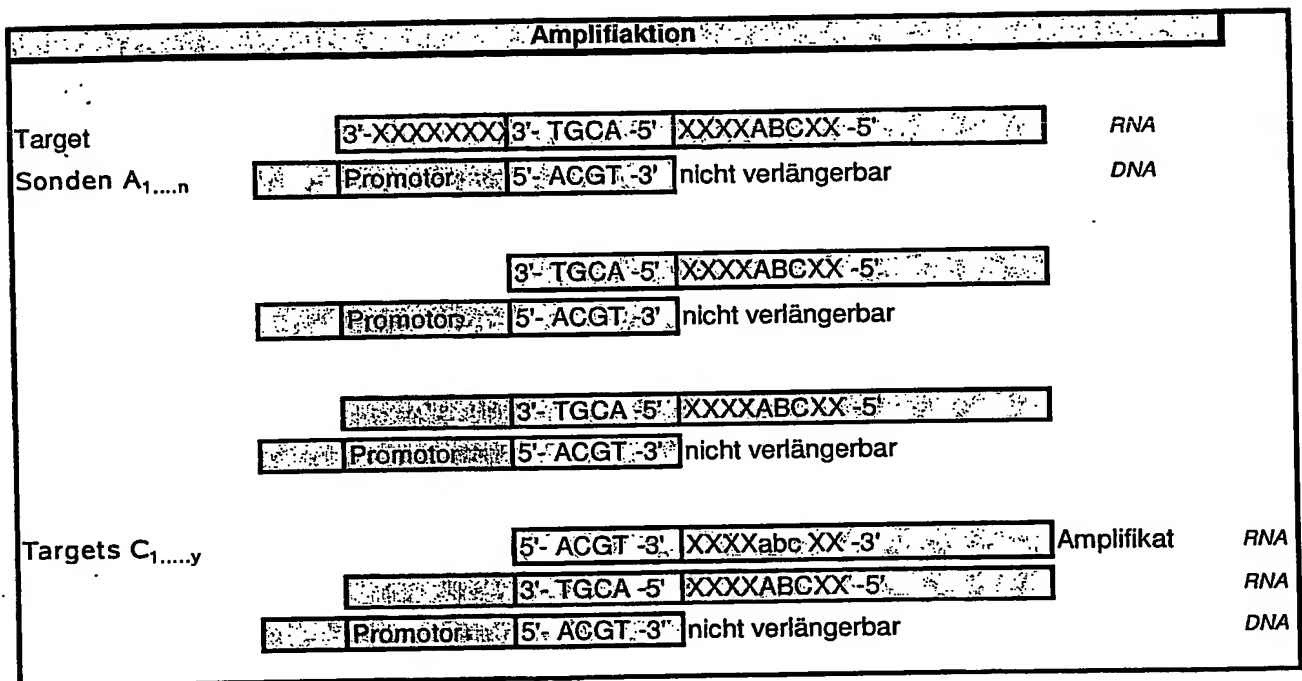 Amplifiaktion
Target 3'-XXXXXXXX 3'- TGCA -5' XXXXABCXX -5' RNA
Sonden A1....n Promotor 5'- ACGT -3' nicht verlängerbar DNA
3'- TGCA -5' XXXXABCXX -5'
Promotor 5'- ACGT -3' nicht verlängerbar
3'- TGCA -5' XXXXABCXX -5'
Promotor 5'- ACGT -3' nicht verlängerbar
Targets C1.....y 5'- ACGT -3' XXXXabc XX -3' Amplifikat RNA
3'- TGCA -5' XXXXABCXX -5' RNA
Promotor 5'- ACGT -3' nicht verlängerbar DNA